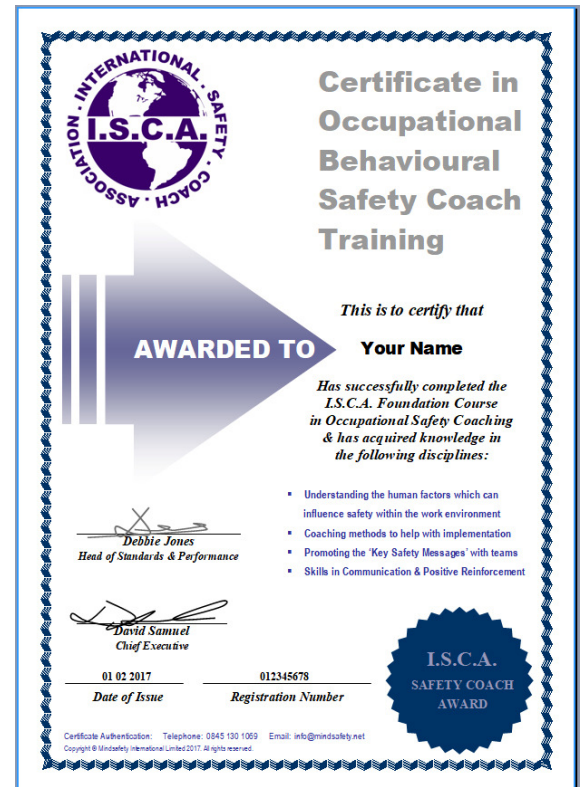 ASSOCIATION · INTERNATIONAL · SAFETY · COACH ·
I.S.C.A.
Certificate in
Occupational
Behavioural
Safety Coach
Training
This is to certify that
AWARDED TO
Your Name
Has successfully completed the
I.S.C.A. Foundation Course
in Occupational Safety Coaching
& has acquired knowledge in
the following disciplines:
▪ Understanding the human factors which can
influence safety within the work environment
▪ Coaching methods to help with implementation
▪ Promoting the ‘Key Safety Messages’ with teams
▪ Skills in Communication & Positive Reinforcement
Debbie Jones
Head of Standards & Performance
David Samuel
Chief Executive
01 02 2017
Date of Issue
012345678
Registration Number
I.S.C.A.
SAFETY COACH
AWARD
Certificate Authentication: Telephone: 0845 130 1069 Email: info@mindsafety.net
Copyright © Mindsafety International Limited 2017. All rights reserved.